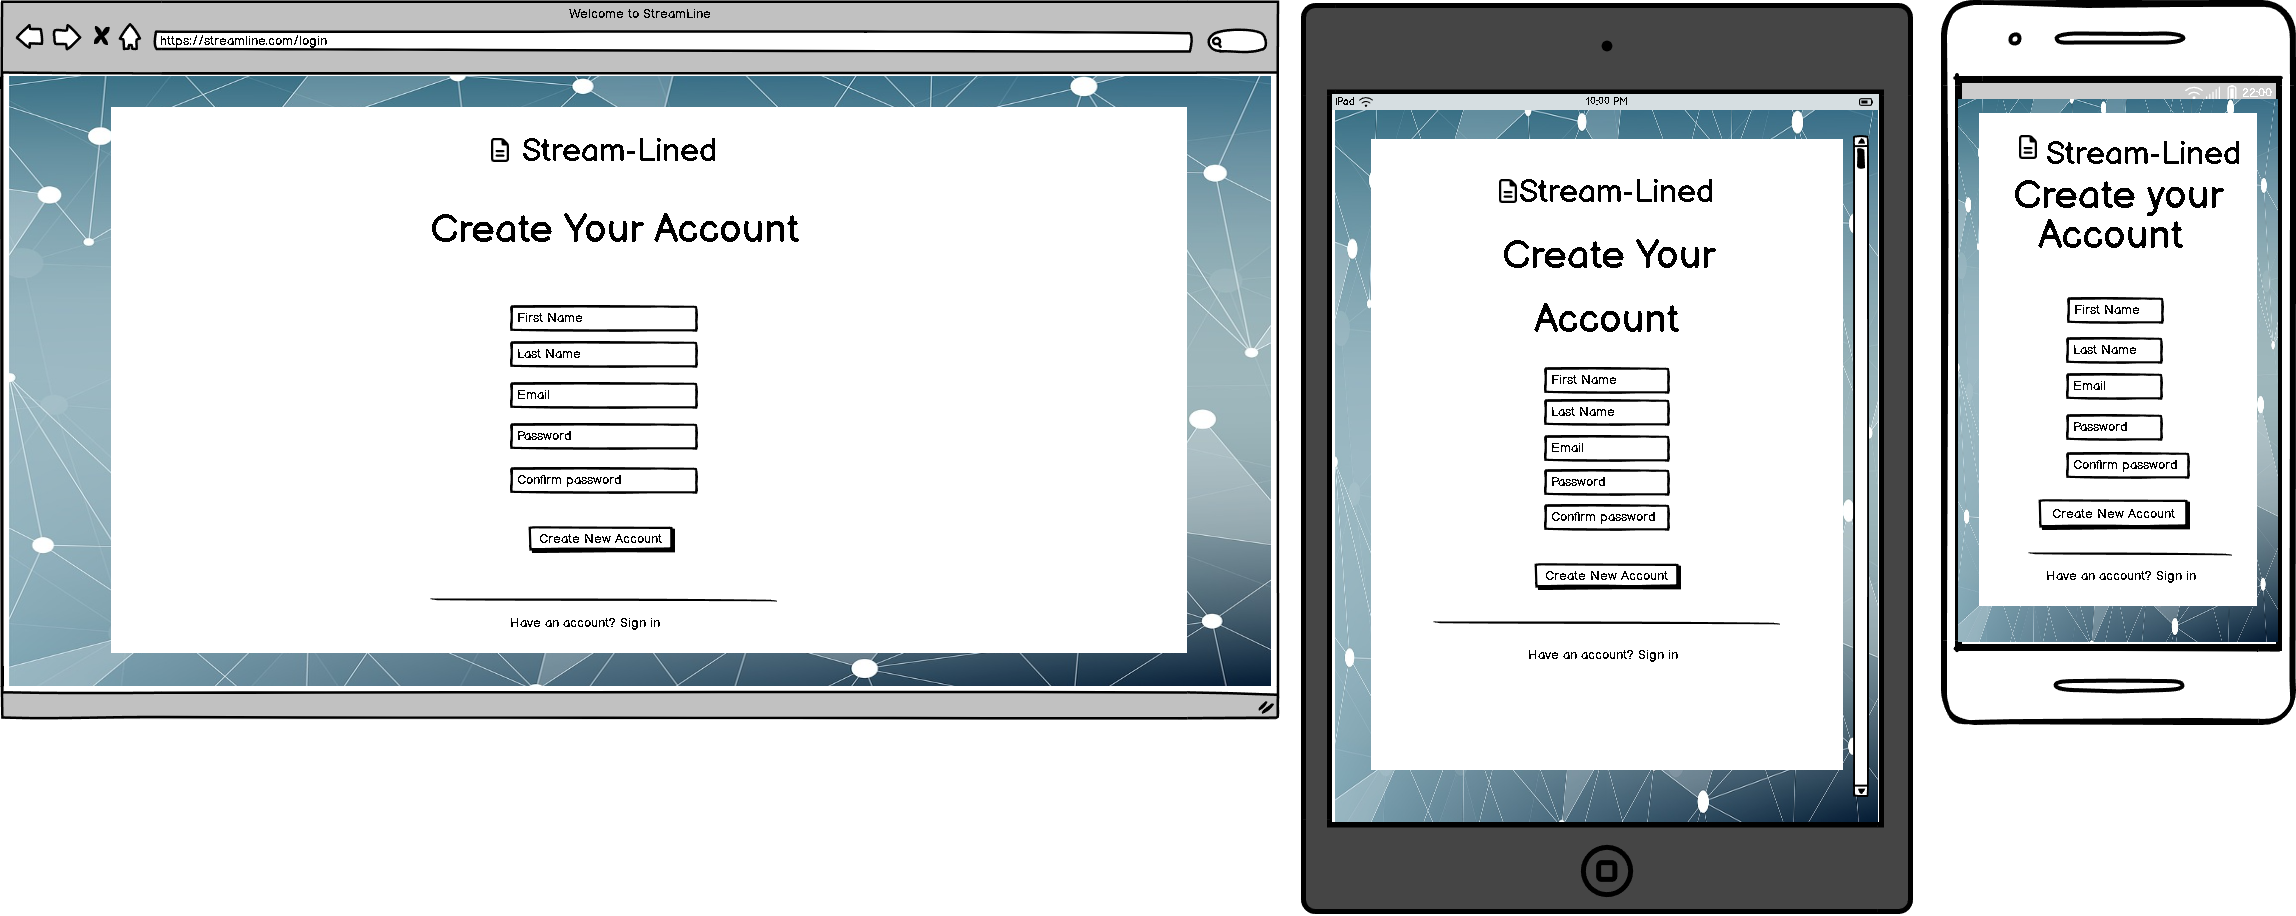 Welcome to StreamLine
https://streamline.com/login
Stream-Lined
Create Your Account
First Name
Last Name
Email
Password
Confirm password
Create New Account
Have an account? Sign in
iPad
10:00 PM
Stream-Lined
Create Your
Account
First Name
Last Name
Email
Password
Confirm password
Create New Account
Have an account? Sign in
22:00
Stream-Lined
Create your
Account
First Name
Last Name
Email
Password
Confirm password
Create New Account
Have an account? Sign in